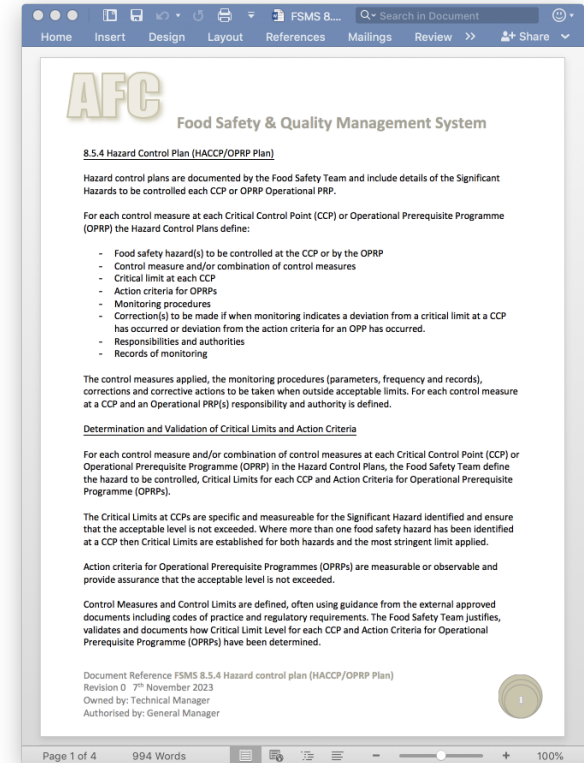 FSMS 8....
Search in Document
Home Insert Design Layout References Mailings Review >> Share
AFC
Food Safety & Quality Management System
8.5.4 Hazard Control Plan (HACCP/OPRP Plan)
Hazard control plans are documented by the Food Safety Team and include details of the Significant
Hazards to be controlled each CCP or OPRP Operational PRP.
For each control measure at each Critical Control Point (CCP) or Operational Prerequisite Programme
(OPRP) the Hazard Control Plans define:
- Food safety hazard(s) to be controlled at the CCP or by the OPRP
- Control measure and/or combination of control measures
- Critical limit at each CCP
- Action criteria for OPRPs
- Monitoring procedures
- Correction(s) to be made if when monitoring indicates a deviation from a critical limit at a CCP
has occurred or deviation from the action criteria for an OPP has occurred.
- Responsibilities and authorities
- Records of monitoring
The control measures applied, the monitoring procedures (parameters, frequency and records),
corrections and corrective actions to be taken when outside acceptable limits. For each control measure
at a CCP and an Operational PRP(s) responsibility and authority is defined.
Determination and Validation of Critical Limits and Action Criteria
For each control measure and/or combination of control measures at each Critical Control Point (CCP) or
Operational Prerequisite Programme (OPRP) in the Hazard Control Plans, the Food Safety Team define
the hazard to be controlled, Critical Limits for each CCP and Action Criteria for Operational Prerequisite
Programme (OPRPs).
The Critical Limits at CCPs are specific and measureable for the Significant Hazard identified and ensure
that the acceptable level is not exceeded. Where more than one food safety hazard has been identified
at a CCP then Critical Limits are established for both hazards and the most stringent limit applied.
Action criteria for Operational Prerequisite Programmes (OPRPs) are measurable or observable and
provide assurance that the acceptable level is not exceeded.
Control Measures and Control Limits are defined, often using guidance from the external approved
documents including codes of practice and regulatory requirements. The Food Safety Team justifies,
validates and documents how Critical Limit Level for each CCP and Action Criteria for Operational
Prerequisite Programme (OPRPs) have been determined.
Document Reference FSMS 8.5.4 Hazard control plan (HACCP/OPRP Plan)
Revision 0 7th November 2023
Owned by: Technical Manager
Authorised by: General Manager
1
Page 1 of 4 994 Words 100%